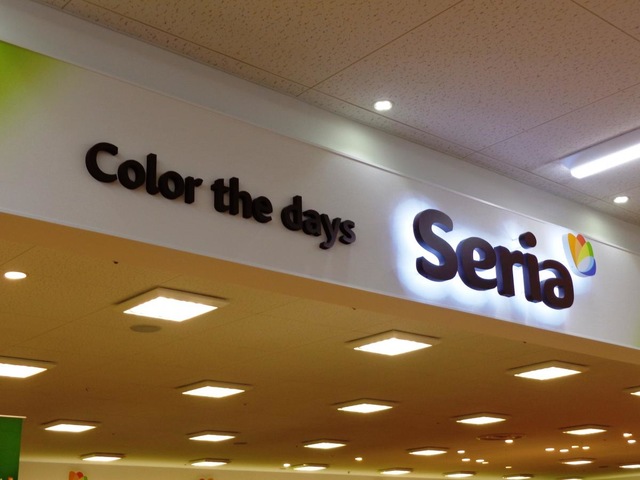 Color the days
Seria